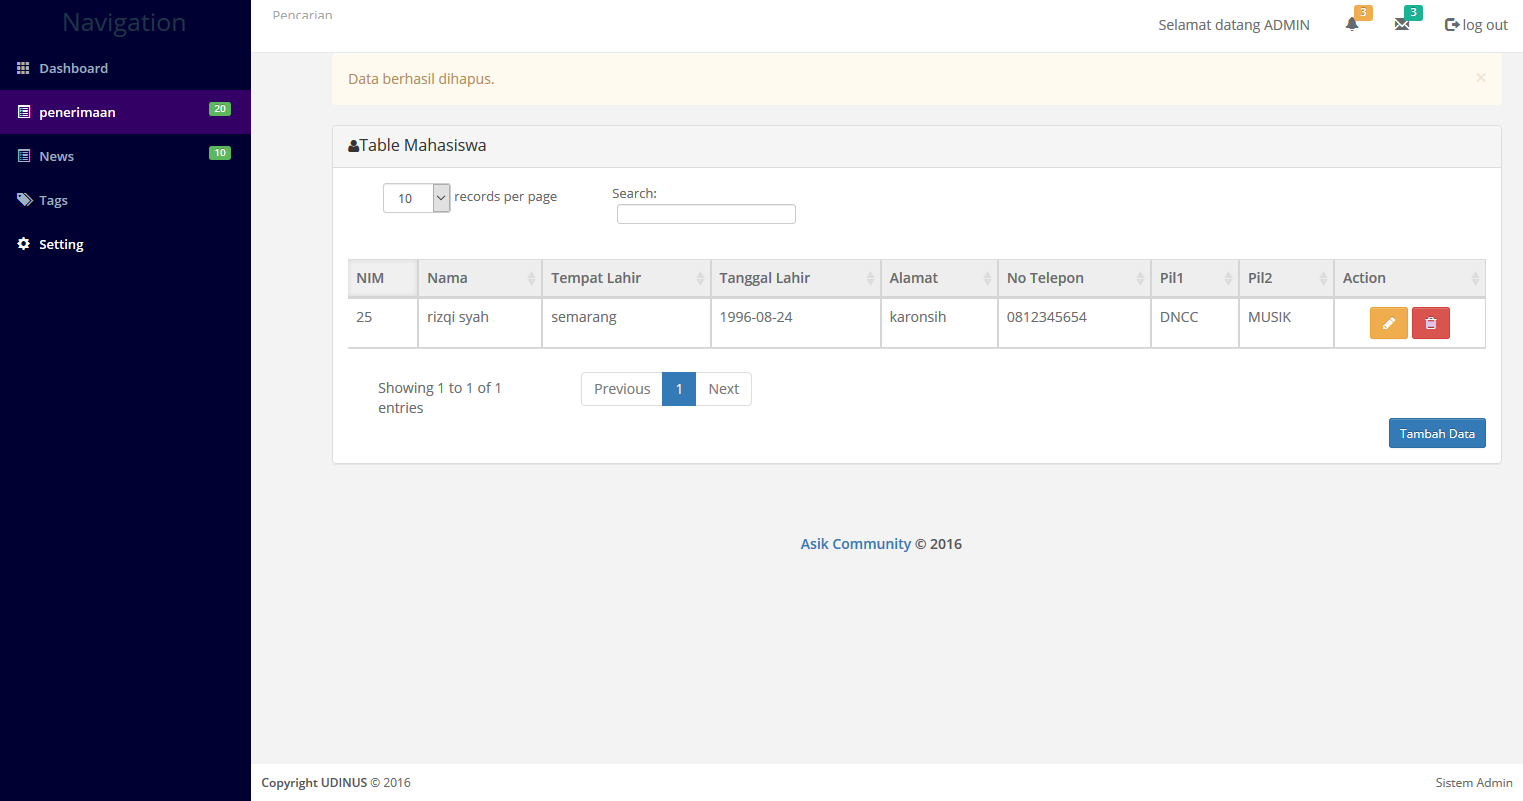 Navigation
Dashboard
penerimaan 20
News 10
Tags
Setting
Pencarian
Selamat datang ADMIN 3 3 log out
Data berhasil dihapus. ×
Table Mahasiswa
10 records per page
Search:
NIM Nama Tempat Lahir Tanggal Lahir Alamat No Telepon Pil1 Pil2 Action
25 rizqi syah semarang 1996-08-24 karonsih 0812345654 DNCC MUSIK
Showing 1 to 1 of 1
entries
Previous 1 Next
Tambah Data
Asik Community © 2016
Copyright UDINUS © 2016 Sistem Admin